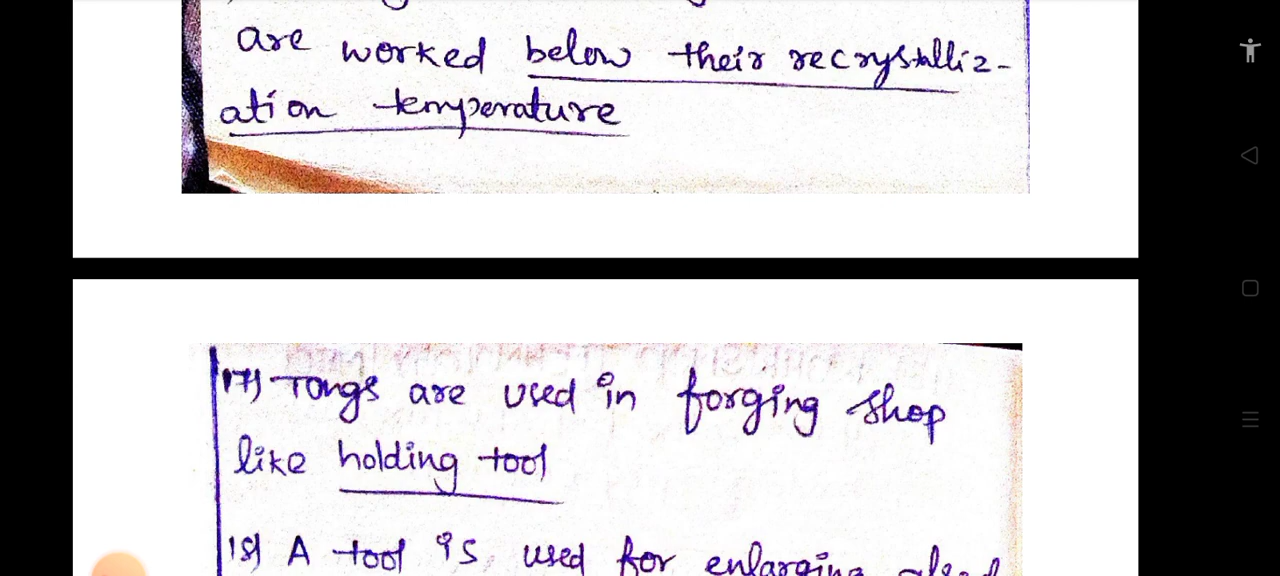 are worked below their recrystalliz-
ation temperature
17) Tongs are used in forging shop
like holding tool
18) A tool is used for enlarging